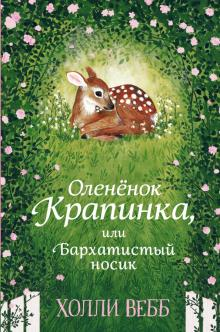 Оленёнок
Крапинка,
или
Бархатистый
носик
ХОЛЛИ ВЕБб